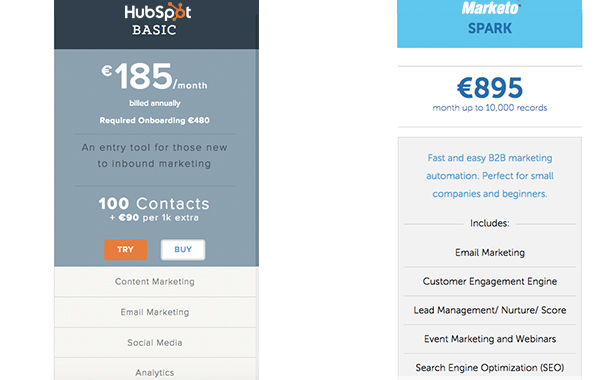 HubSpot
BASIC
€185/month
billed annually
Required Onboarding €480
An entry tool for those new
to inbound marketing
100 Contacts
+ €90 per 1k extra
TRY
BUY
Content Marketing
Email Marketing
Social Media
Analytics
Marketo®
SPARK
€895
month up to 10,000 records
Fast and easy B2B marketing
automation. Perfect for small
companies and beginners.
Includes:
Email Marketing
Customer Engagement Engine
Lead Management/ Nurture/ Score
Event Marketing and Webinars
Search Engine Optimization (SEO)